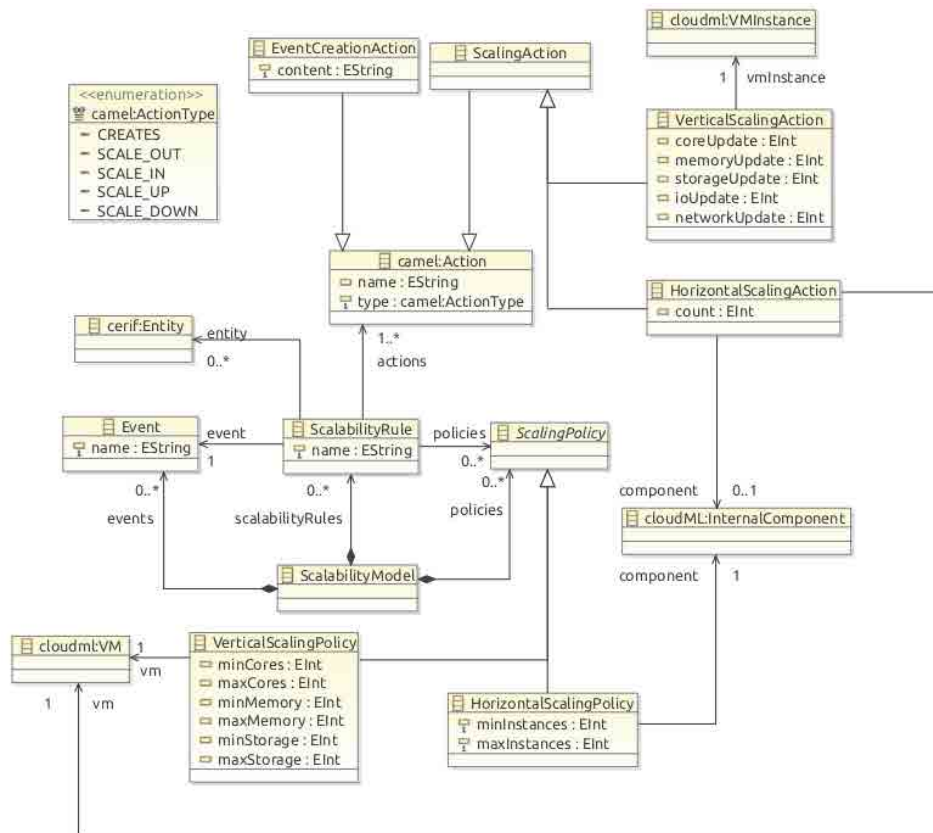 cloudml:VMInstance
EventCreationAction
content : EString
ScalingAction
1 vmInstance
<<enumeration>>
camel:ActionType
CREATES
SCALE_OUT
SCALE_IN
SCALE_UP
SCALE_DOWN
VerticalScalingAction
coreUpdate : EInt
memoryUpdate : EInt
storageUpdate : EInt
ioUpdate : EInt
networkUpdate : EInt
camel:Action
name : EString
type : camel:ActionType
HorizontalScalingAction
count : EInt
cerif:Entity
entity
0..*
1..*
actions
Event
name : EString
event
1
ScalabilityRule
name : EString
policies
0..*
ScalingPolicy
0..*
events
0..*
scalabilityRules
0..*
policies
component
0..1
cloudML:InternalComponent
component
1
ScalabilityModel
cloudml:VM
1
vm
1
vm
VerticalScalingPolicy
minCores : EInt
maxCores : EInt
minMemory : EInt
maxMemory : EInt
minStorage : EInt
maxStorage : EInt
HorizontalScalingPolicy
minInstances : EInt
maxInstances : EInt